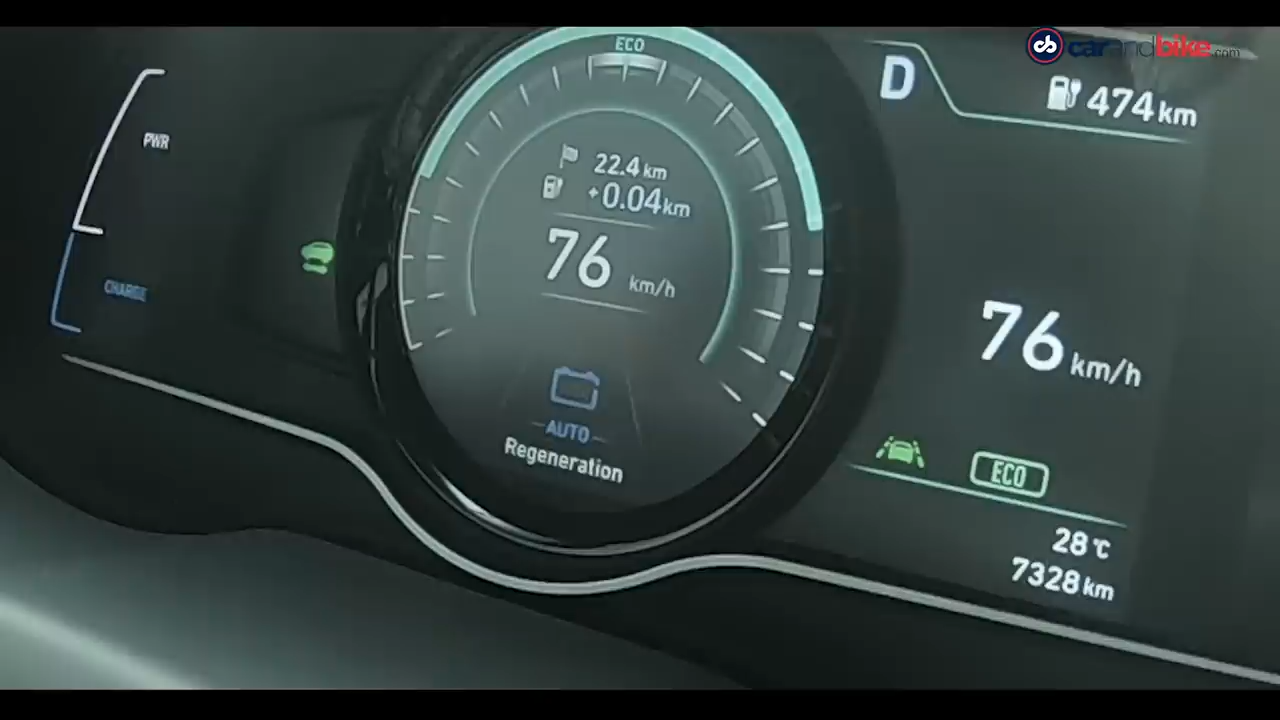 carandbike.com
ECO
D
474 km
PWR
22.4 km
+0.04 km
76
km/h
CHARGE
76 km/h
AUTO
Regeneration
ECO
28 °C
7328 km